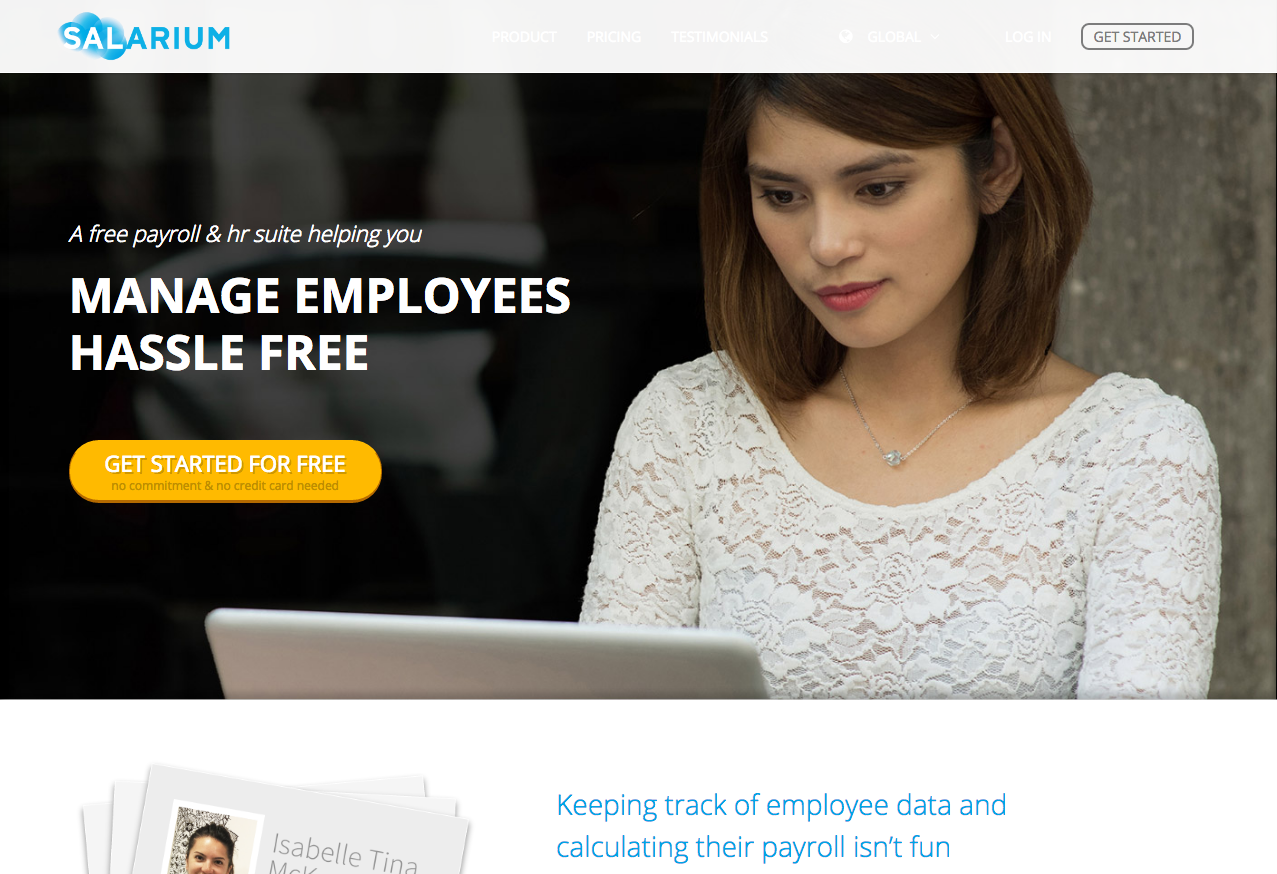 SALARIUM
PRODUCT PRICING TESTIMONIALS GLOBAL LOG IN GET STARTED
A free payroll & hr suite helping you
MANAGE EMPLOYEES
HASSLE FREE
GET STARTED FOR FREE
no commitment & no credit card needed
Keeping track of employee data and
calculating their payroll isn't fun
Isabelle Tina